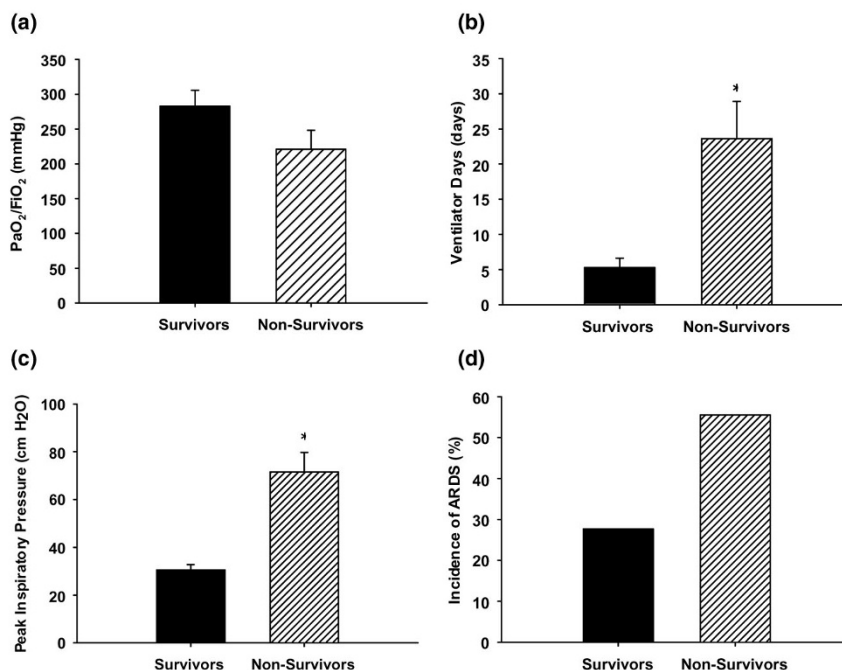 (a)
PaO₂/FiO₂ (mmHg)
350
300
250
200
150
100
50
0
Survivors Non-Survivors
(b)
Ventilator Days (days)
35
30
25
20
15
10
5
0
*
Survivors Non-Survivors
(c)
Peak Inspiratory Pressure (cm H2O)
100
80
60
40
20
0
*
Survivors Non-Survivors
(d)
Incidence of ARDS (%)
60
50
40
30
20
10
0
Survivors Non-Survivors